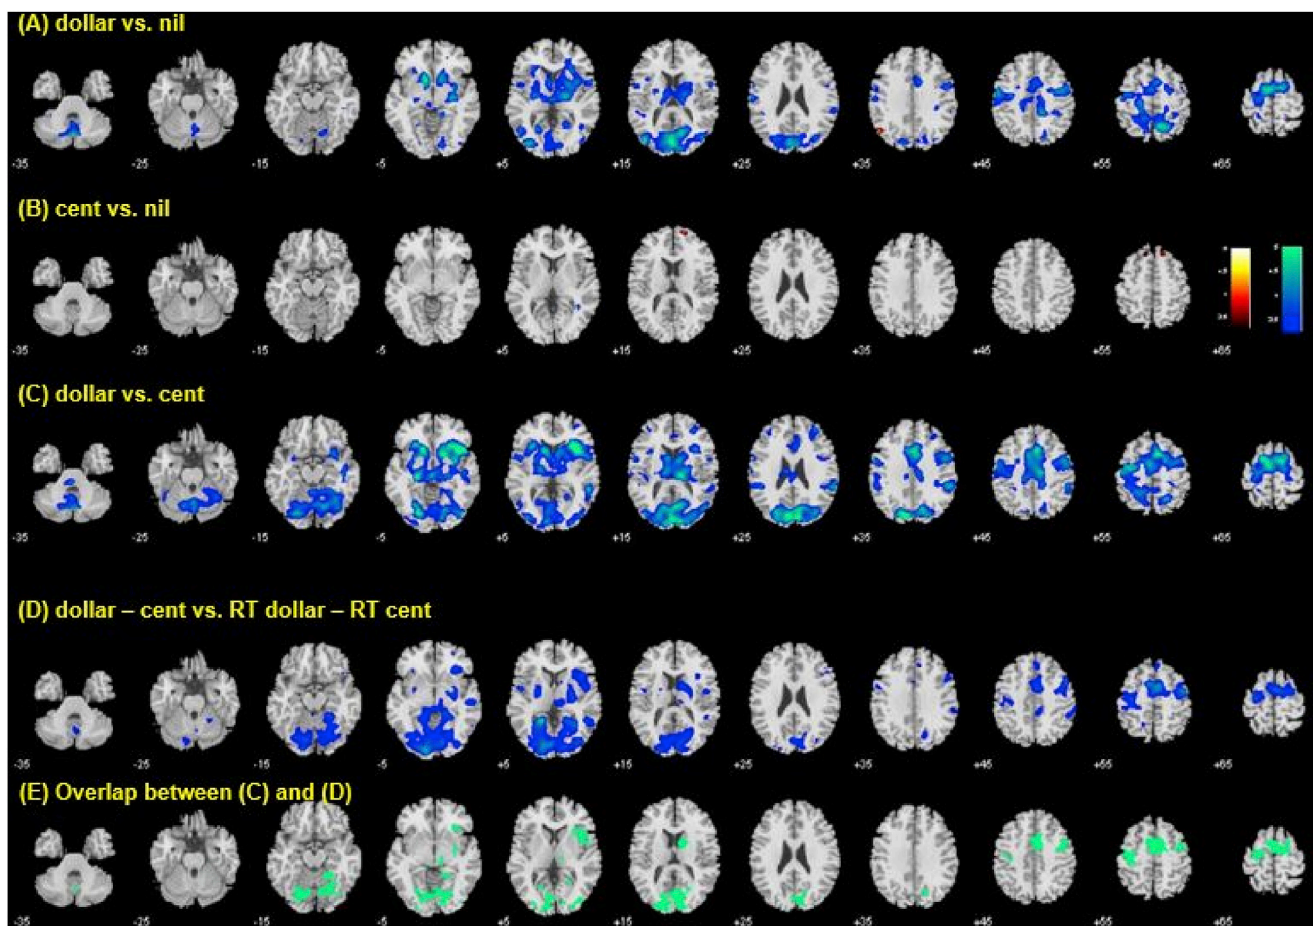 (A) dollar vs. nil
-35 -25 -15 -5 +5 +15 +25 +35 +45 +55 +65
(B) cent vs. nil
-35 -25 -15 -5 +5 +15 +25 +35 +45 +55 +65
(C) dollar vs. cent
-35 -25 -15 -5 +5 +15 +25 +35 +45 +55 +65
(D) dollar – cent vs. RT dollar – RT cent
-35 -25 -15 -5 +5 +15 +25 +35 +45 +55 +65
(E) Overlap between (C) and (D)
-35 -25 -15 -5 +5 +15 +25 +35 +45 +55 +65